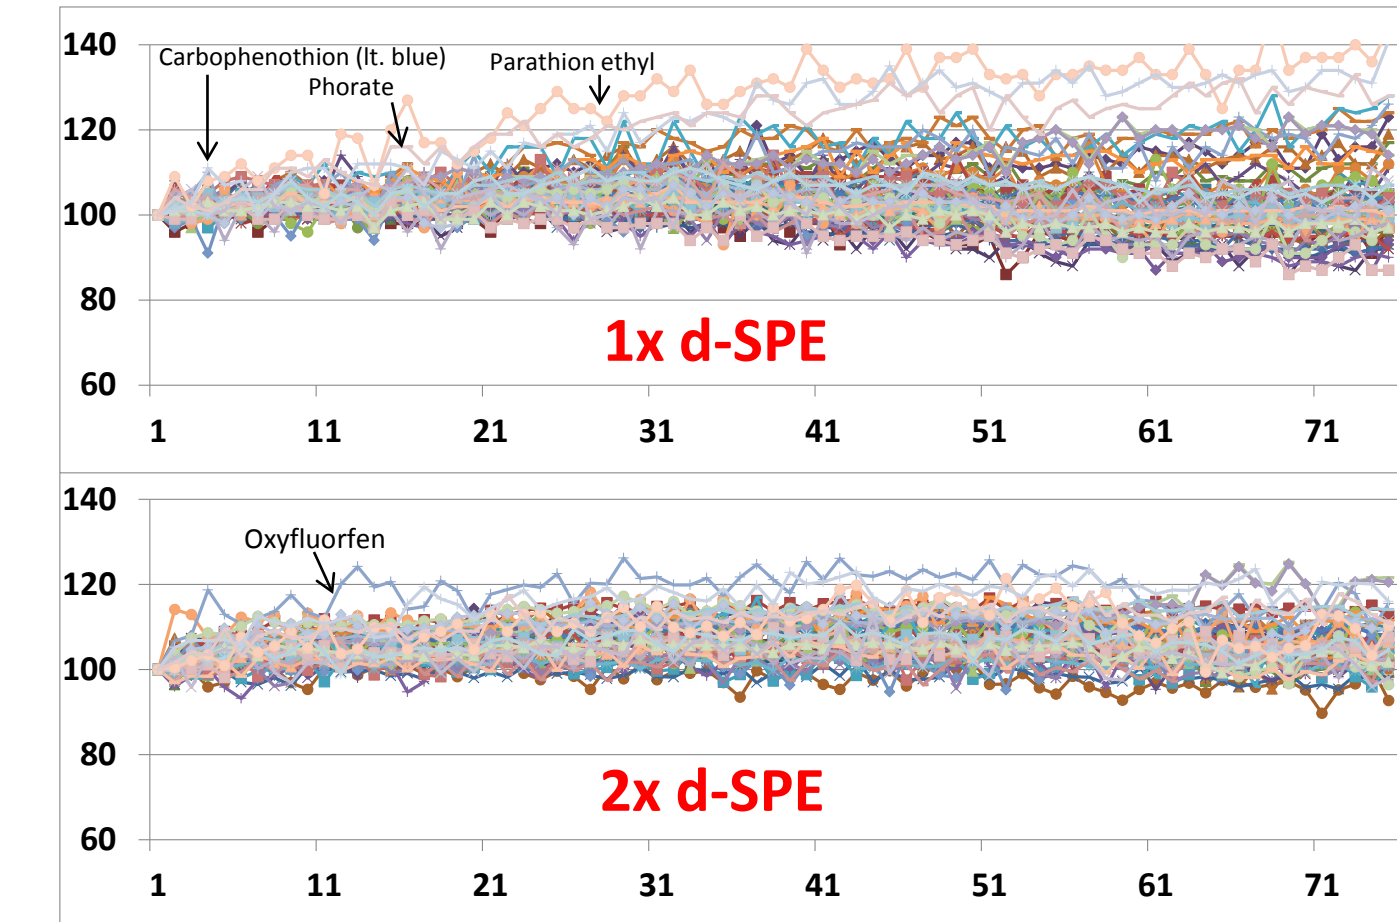 140
Carbophenothion (lt. blue)
Parathion ethyl
Phorate
120
100
80
1x d-SPE
60
1 11 21 31 41 51 61 71
140
Oxyfluorfen
120
100
80
2x d-SPE
60
1 11 21 31 41 51 61 71